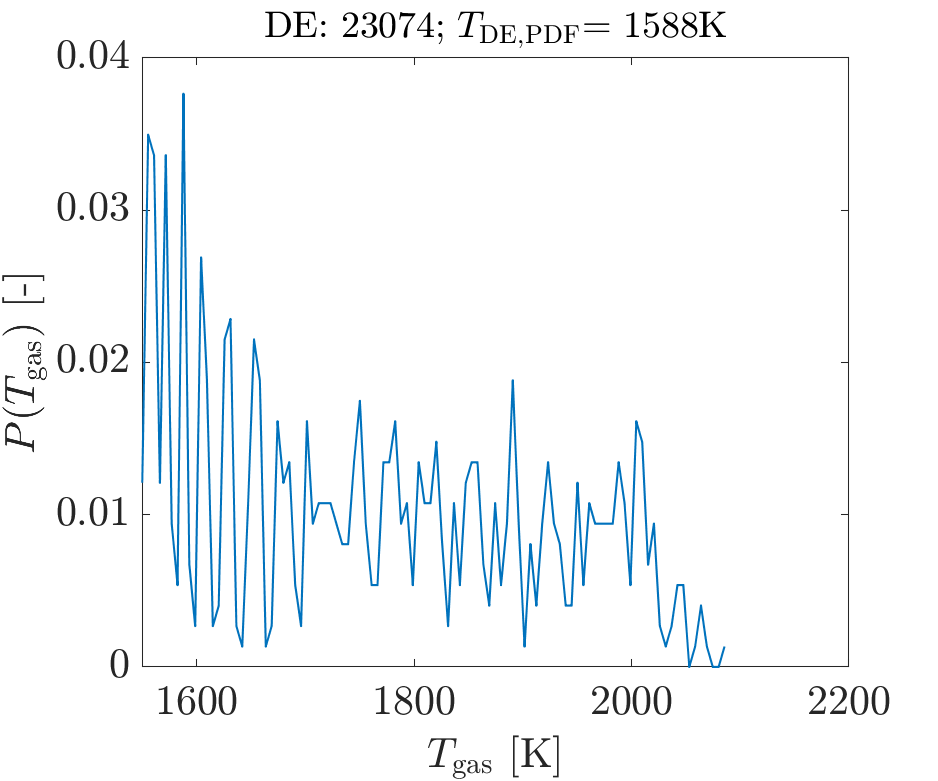 DE: 23074; T_DE,PDF= 1588K
0.04
0.03
0.02
0.01
0
P(T_gas) [-]
1600 1800 2000 2200
T_gas [K]